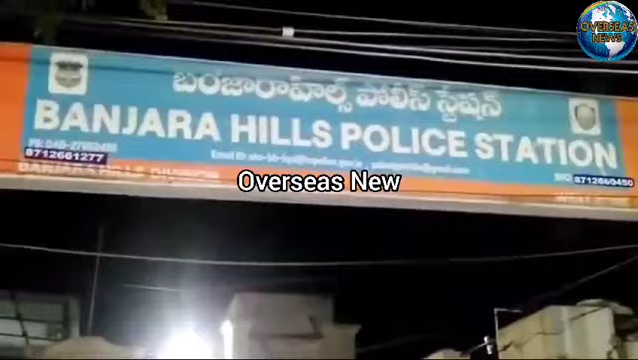 OVERSEAS
NEWS
బంజారాహిల్స్ పోలీస్ స్టేషన్
BANJARA HILLS POLICE STATION
8712661277
8712660450
Overseas New